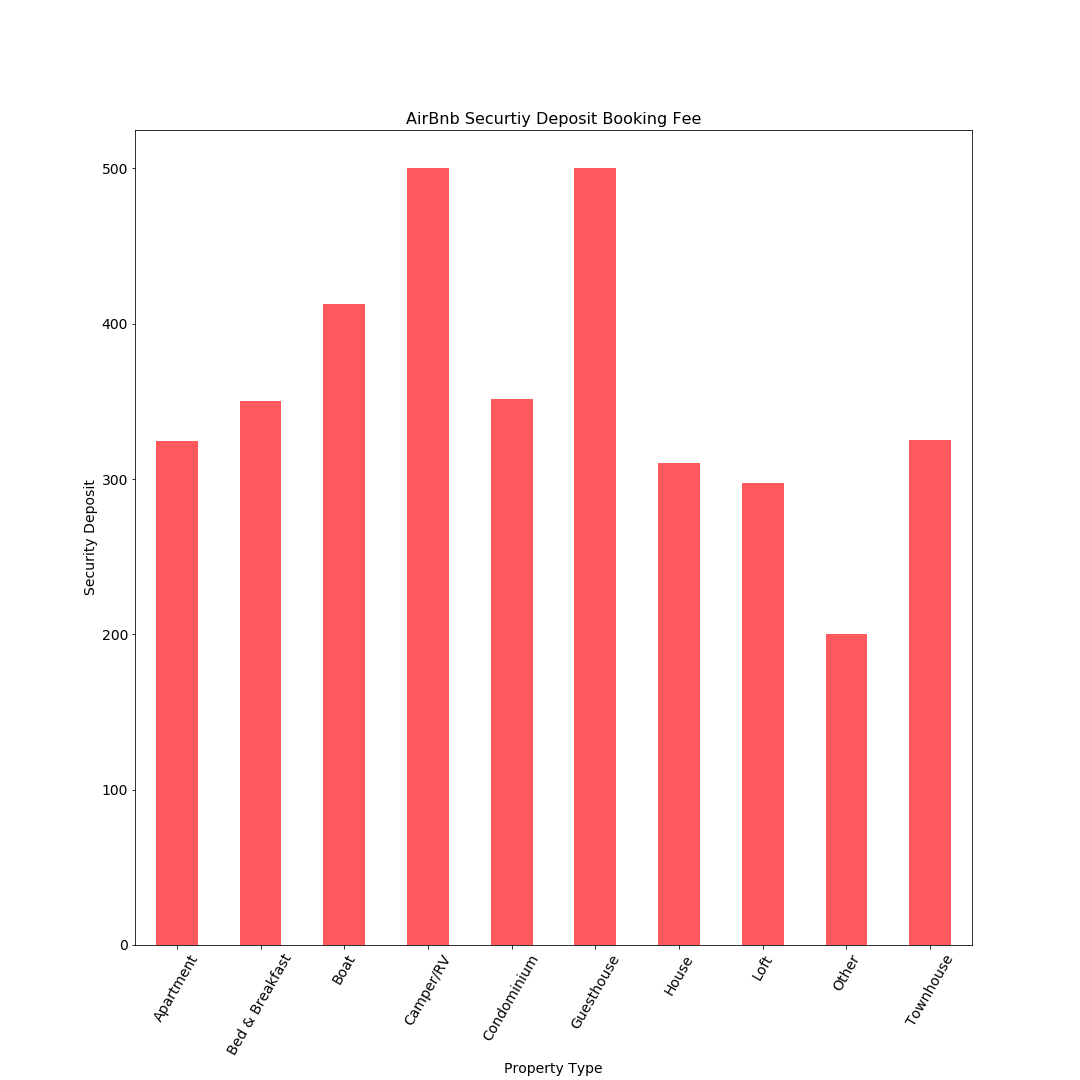 AirBnb Securtiy Deposit Booking Fee
500
400
300
200
100
0
Security Deposit
Apartment
Bed & Breakfast
Boat
Camper/RV
Condominium
Guesthouse
House
Loft
Other
Townhouse
Property Type